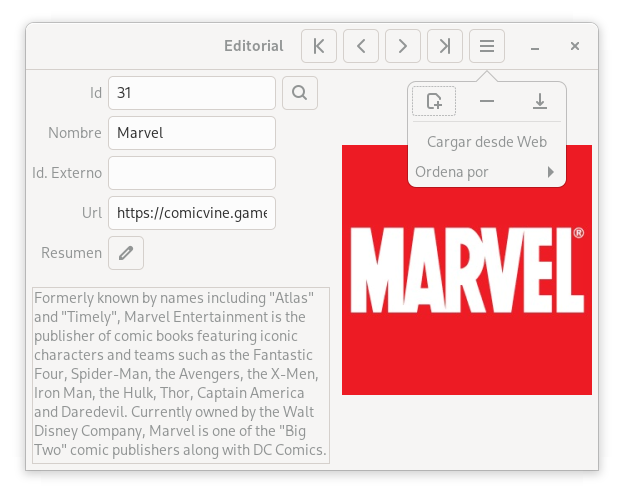 Editorial
Id
31
Nombre
Marvel
Id. Externo
Url
https://comicvine.game
Resumen
Cargar desde Web
Ordena por
MARVEL®
Formerly known by names including "Atlas"
and "Timely", Marvel Entertainment is the
publisher of comic books featuring iconic
characters and teams such as the Fantastic
Four, Spider-Man, the Avengers, the X-Men,
Iron Man, the Hulk, Thor, Captain America
and Daredevil. Currently owned by the Walt
Disney Company, Marvel is one of the "Big
Two" comic publishers along with DC Comics.